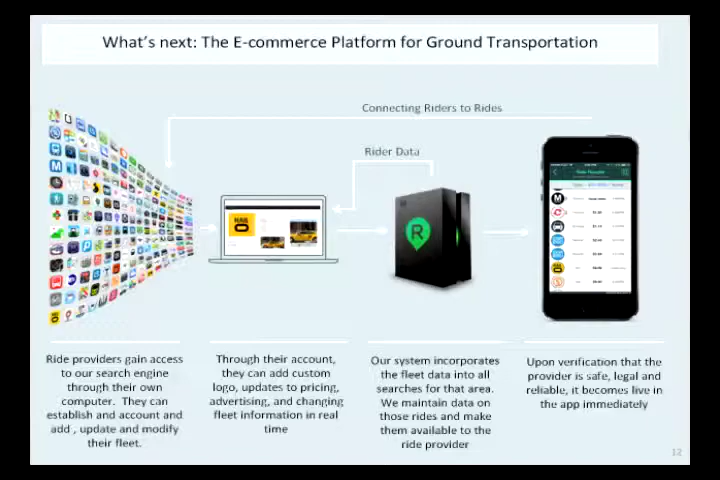 What's next: The E-commerce Platform for Ground Transportation
Connecting Riders to Rides
Rider Data
HAIL
O
R
M
Ride providers gain access
to our search engine
through their own
computer. They can
establish and account and
add , update and modify
their fleet.
Through their account,
they can add custom
logo, updates to pricing,
advertising, and changing
fleet information in real
time
Our system incorporates
the fleet data into all
searches for that area.
We maintain data on
those rides and make
them available to the
ride provider
Upon verification that the
provider is safe, legal and
reliable, it becomes live in
the app immediately
12